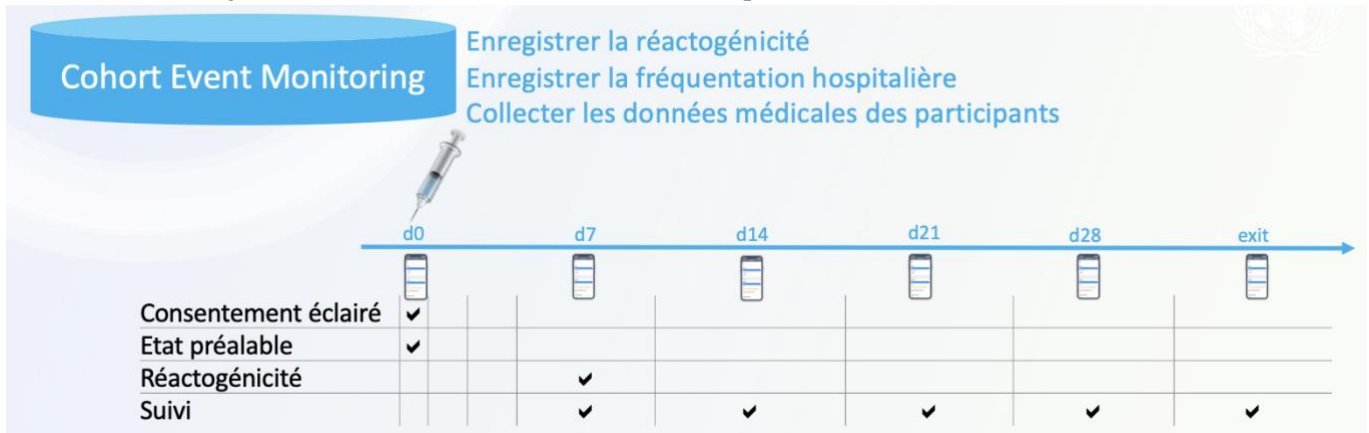 Enregistrer la réactogénicité
Cohort Event Monitoring
Enregistrer la fréquentation hospitalière
Collecter les données médicales des participants
d0 d7 d14 d21 d28 exit
Consentement éclairé ✔
Etat préalable ✔
Réactogénicité ✔
Suivi ✔ ✔ ✔ ✔ ✔